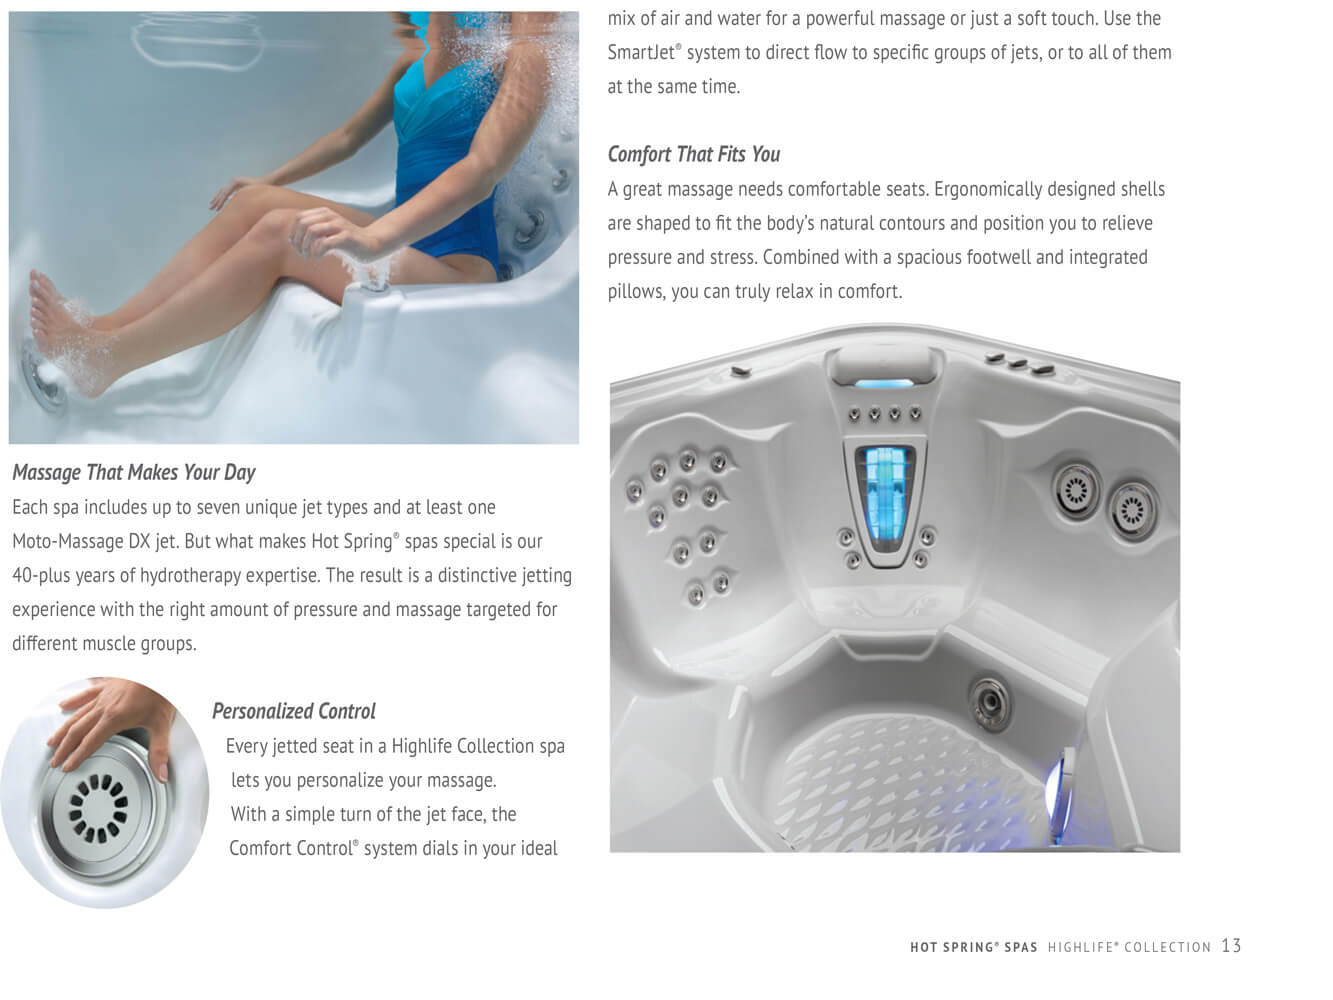 Massage That Makes Your Day
Each spa includes up to seven unique jet types and at least one
Moto-Massage DX jet. But what makes Hot Spring® spas special is our
40-plus years of hydrotherapy expertise. The result is a distinctive jetting
experience with the right amount of pressure and massage targeted for
different muscle groups.
Personalized Control
Every jetted seat in a Highlife Collection spa
lets you personalize your massage.
With a simple turn of the jet face, the
Comfort Control® system dials in your ideal
mix of air and water for a powerful massage or just a soft touch. Use the
SmartJet® system to direct flow to specific groups of jets, or to all of them
at the same time.
Comfort That Fits You
A great massage needs comfortable seats. Ergonomically designed shells
are shaped to fit the body's natural contours and position you to relieve
pressure and stress. Combined with a spacious footwell and integrated
pillows, you can truly relax in comfort.
HOT SPRING® SPAS HIGHLIFE® COLLECTION 13